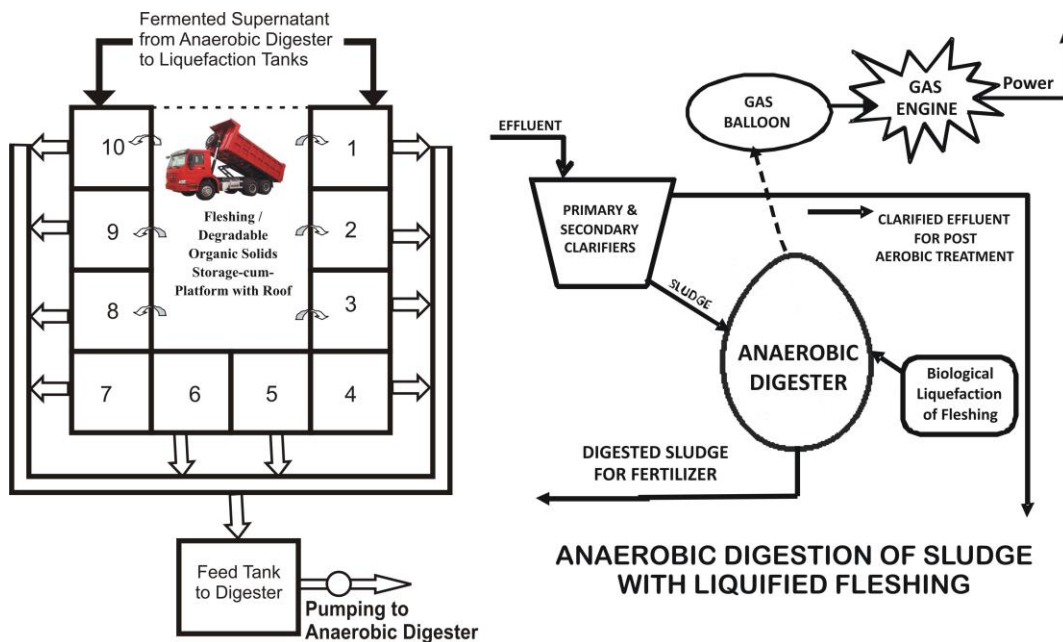 Fermented Supernatant
from Anaerobic Digester
to Liquefaction Tanks
10
1
9
2
8
3
7
6
5
4
Fleshing /
Degradable
Organic Solids
Storage-cum-
Platform with Roof
Feed Tank
to Digester
Pumping to
Anaerobic Digester
EFFLUENT
PRIMARY &
SECONDARY
CLARIFIERS
GAS
BALLOON
GAS
ENGINE
Power
CLARIFIED EFFLUENT
FOR POST
AEROBIC TREATMENT
SLUDGE
ANAEROBIC
DIGESTER
Biological
Liquefaction
of Fleshing
DIGESTED SLUDGE
FOR FERTILIZER
ANAEROBIC DIGESTION OF SLUDGE
WITH LIQUIFIED FLESHING